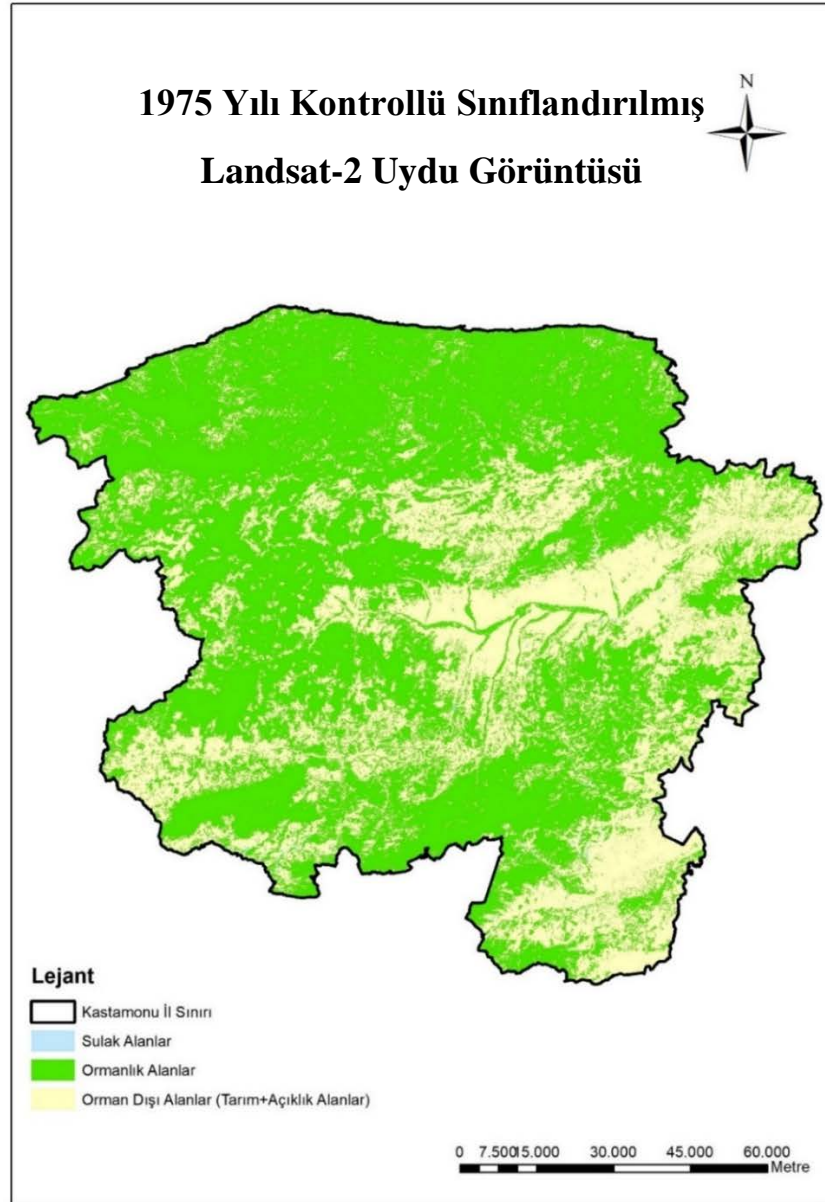 1975 Yılı Kontrollü Sınıflandırılmış
N
Landsat-2 Uydu Görüntüsü
Lejant
Kastamonu İl Sınırı
Sulak Alanlar
Ormanlık Alanlar
Orman Dışı Alanlar (Tarım+Açıklık Alanlar)
0 7.500 15.000 30.000 45.000 60.000
Metre